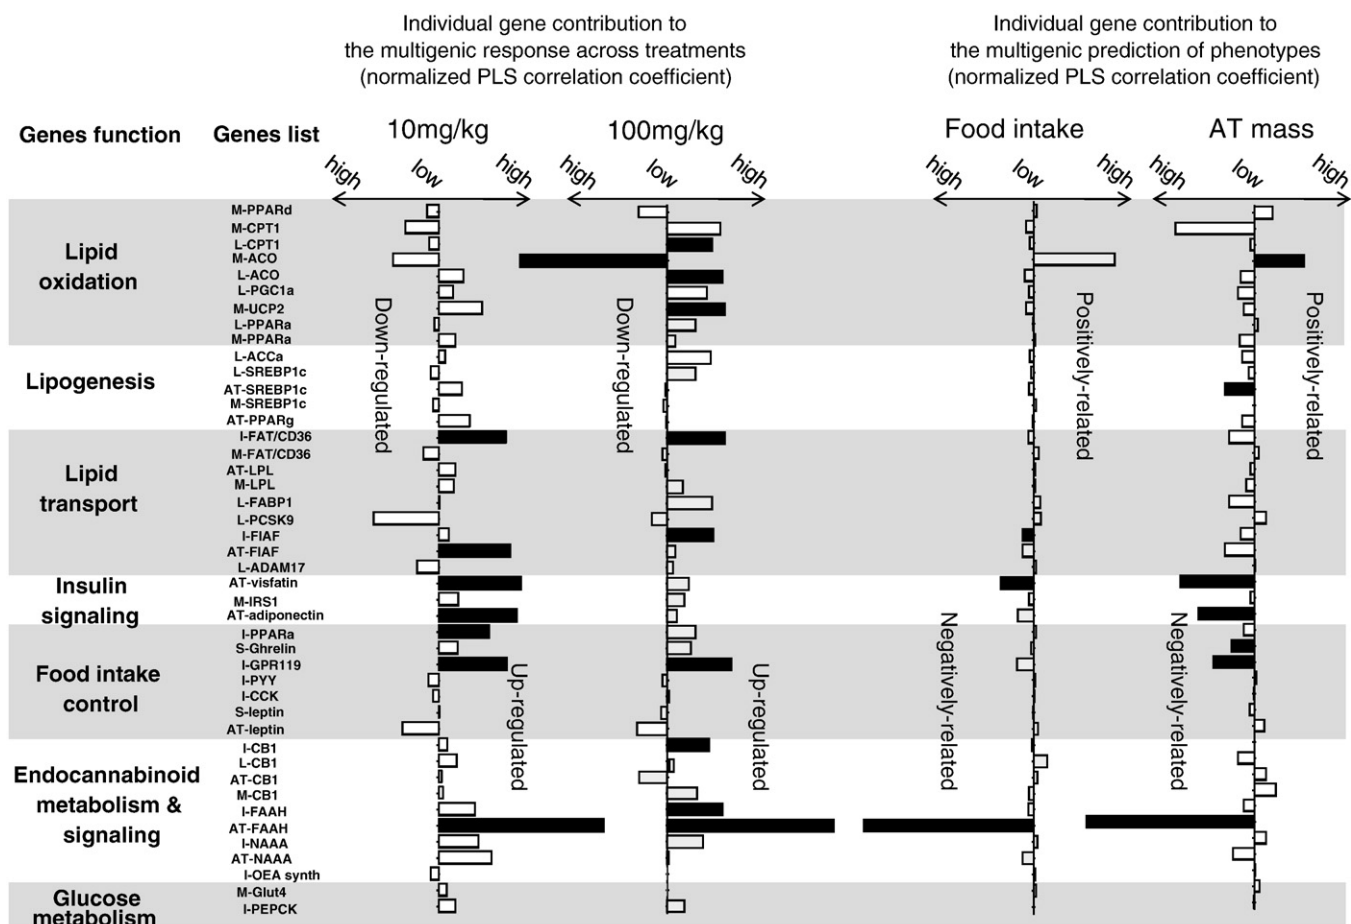 Individual gene contribution to
the multigenic response across treatments
(normalized PLS correlation coefficient)
Individual gene contribution to
the multigenic prediction of phenotypes
(normalized PLS correlation coefficient)
Genes function
Genes list
10mg/kg
100mg/kg
Food intake
AT mass
high
low
high
high
low
high
high
low
high
high
low
high
Lipid
oxidation
M-PPARd
M-CPT1
L-CPT1
M-ACO
L-ACO
L-PGC1a
M-UCP2
L-PPARa
M-PPARa
Lipogenesis
L-ACCa
L-SREBP1c
AT-SREBP1c
M-SREBP1c
AT-PPARg
Lipid
transport
I-FAT/CD36
M-FAT/CD36
AT-LPL
M-LPL
L-FABP1
L-PCSK9
I-FIAF
AT-FIAF
L-ADAM17
Insulin
signaling
AT-visfatin
M-IRS1
AT-adiponectin
Food intake
control
I-PPARa
S-Ghrelin
I-GPR119
I-PYY
I-CCK
S-leptin
AT-leptin
Endocannabinoid
metabolism &
signaling
I-CB1
L-CB1
AT-CB1
M-CB1
I-FAAH
AT-FAAH
I-NAAA
AT-NAAA
I-OEA synth
Glucose
metabolism
M-Glut4
I-PEPCK
Down-regulated
Up-regulated
Down-regulated
Up-regulated
Positively-related
Negatively-related
Positively-related
Negatively-related